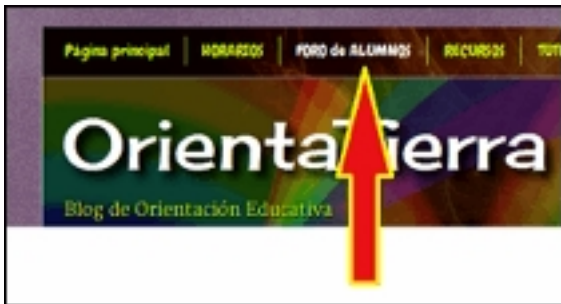 Página principal HORARIOS FORO de ALUMNOS RECURSOS
OrientaTierra
Blog de Orientación Educativa